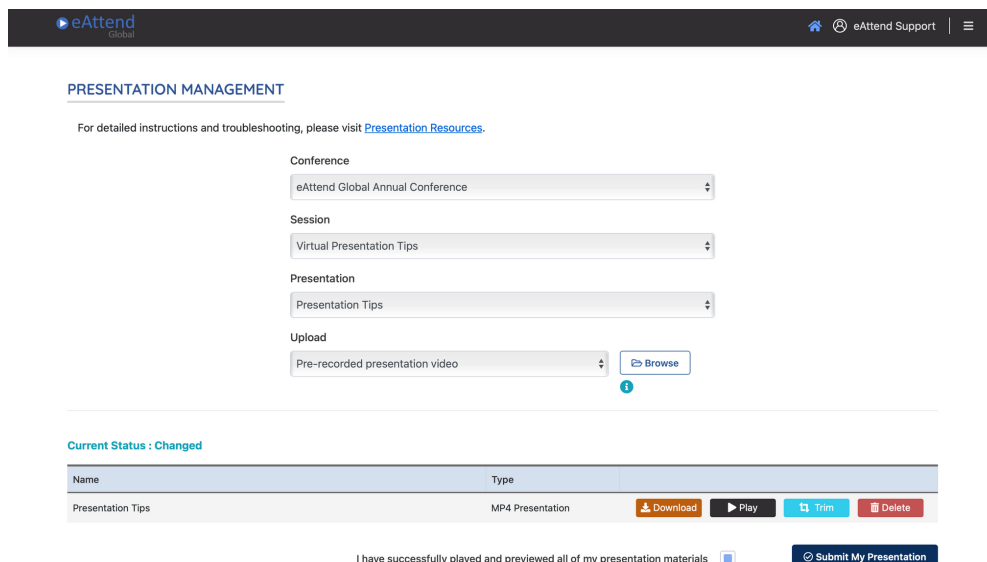 eAttend
Global
eAttend Support
PRESENTATION MANAGEMENT
For detailed instructions and troubleshooting, please visit Presentation Resources.
Conference
eAttend Global Annual Conference
Session
Virtual Presentation Tips
Presentation
Presentation Tips
Upload
Pre-recorded presentation video
Browse
Current Status : Changed
Name Type
Presentation Tips MP4 Presentation Download Play Trim Delete
I have successfully played and previewed all of my presentation materials Submit My Presentation